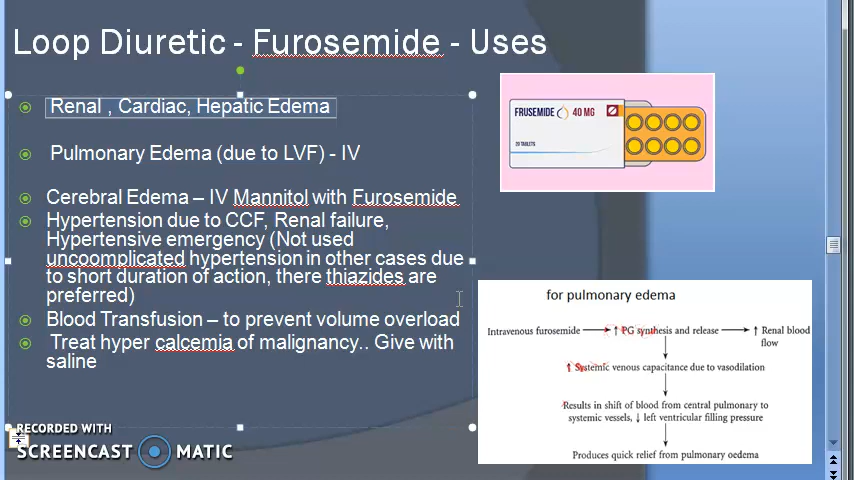 Loop Diuretic - Furosemide - Uses
Renal , Cardiac, Hepatic Edema
Pulmonary Edema (due to LVF) - IV
Cerebral Edema – IV Mannitol with Furosemide
Hypertension due to CCF, Renal failure,
Hypertensive emergency (Not used
uncoomplicated hypertension in other cases due
to short duration of action, there thiazides are
preferred)
Blood Transfusion – to prevent volume overload
Treat hyper calcemia of malignancy.. Give with
saline
FRUSEMIDE 40 MG
20 TABLETS
for pulmonary edema
Intravenous furosemide ↑ PG synthesis and release ↑ Renal blood
flow
↑ Systemic venous capacitance due to vasodilation
Results in shift of blood from central pulmonary to
systemic vessels, ↓ left ventricular filling pressure
Produces quick relief from pulmonary oedema
RECORDED WITH
SCREENCAST MATIC